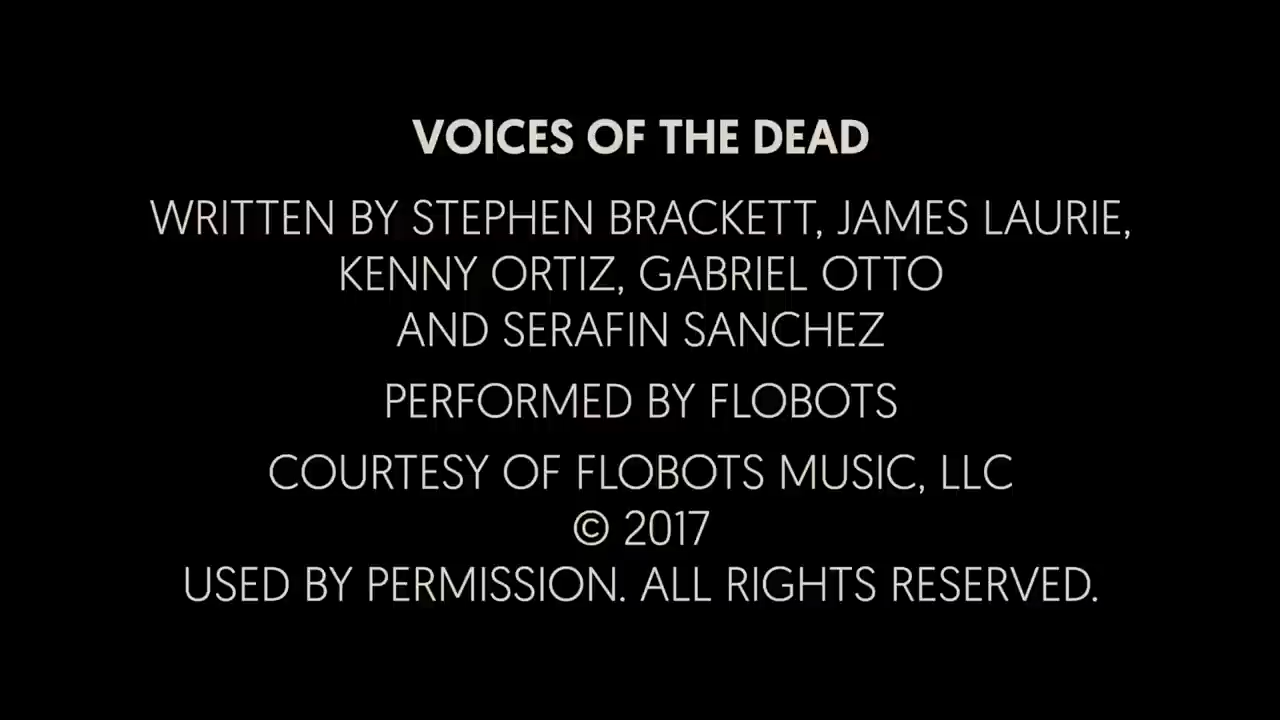 VOICES OF THE DEAD
WRITTEN BY STEPHEN BRACKETT, JAMES LAURIE,
KENNY ORTIZ, GABRIEL OTTO
AND SERAFIN SANCHEZ
PERFORMED BY FLOBOTS
COURTESY OF FLOBOTS MUSIC, LLC
© 2017
USED BY PERMISSION. ALL RIGHTS RESERVED.